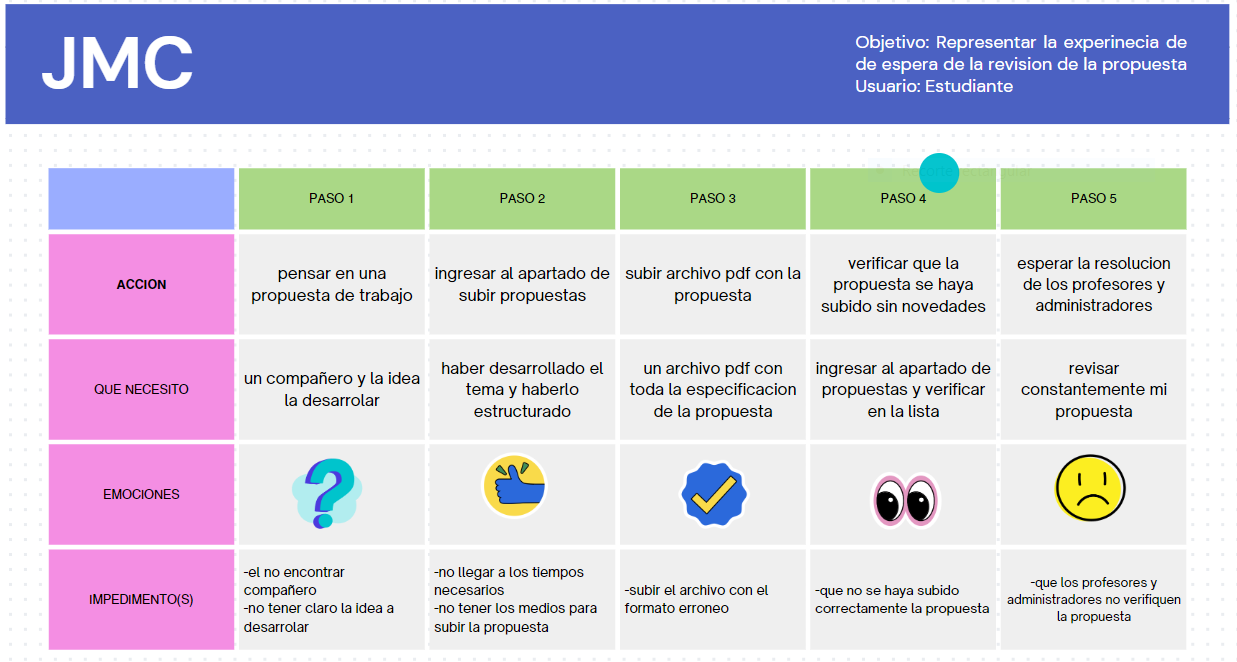 JMC
Objetivo: Representar la experinecia de
de espera de la revision de la propuesta
Usuario: Estudiante
PASO 1
PASO 2
PASO 3
PASO 4
PASO 5
ACCION
pensar en una
propuesta de trabajo
ingresar al apartado de
subir propuestas
subir archivo pdf con la
propuesta
verificar que la
propuesta se haya
subido sin novedades
esperar la resolucion
de los profesores y
administradores
QUE NECESITO
un compañero y la idea
la desarrolar
haber desarrollado el
tema y haberlo
estructurado
un archivo pdf con
toda la especificacion
de la propuesta
ingresar al apartado de
propuestas y verificar
en la lista
revisar
constantemente mi
propuesta
EMOCIONES
IMPEDIMENTO(S)
-el no encontrar
compañero
-no tener claro la idea a
desarrolar
-no llegar a los tiempos
necesarios
-no tener los medios para
subir la propuesta
-subir el archivo con el
formato erroneo
-que no se haya subido
correctamente la propuesta
-que los profesores y
administradores no verifiquen
la propuesta